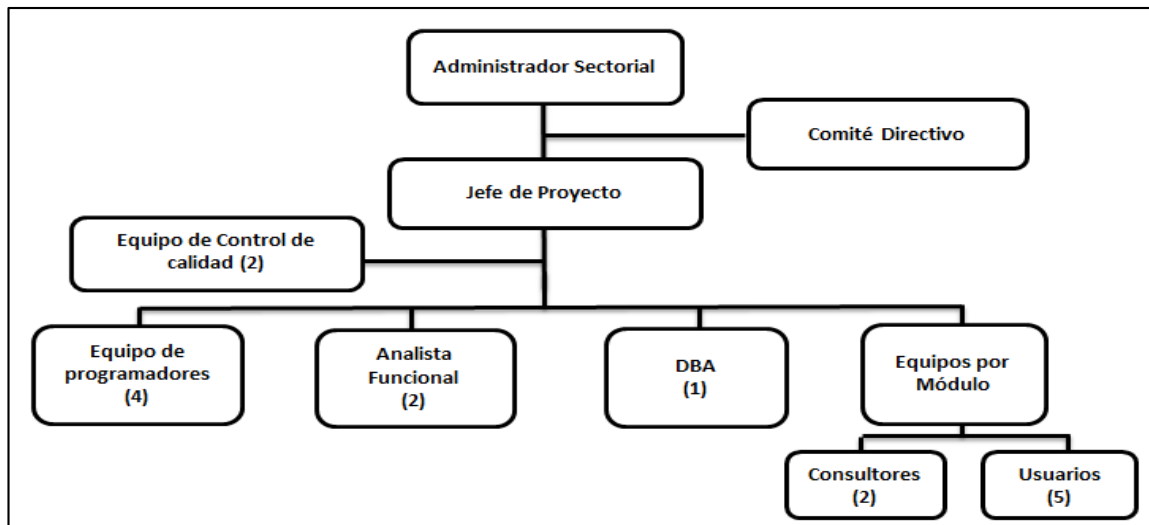 Administrador Sectorial
Comité Directivo
Jefe de Proyecto
Equipo de Control de
calidad (2)
Equipo de
programadores
(4)
Analista
Funcional
(2)
DBA
(1)
Equipos por
Módulo
Consultores
(2)
Usuarios
(5)